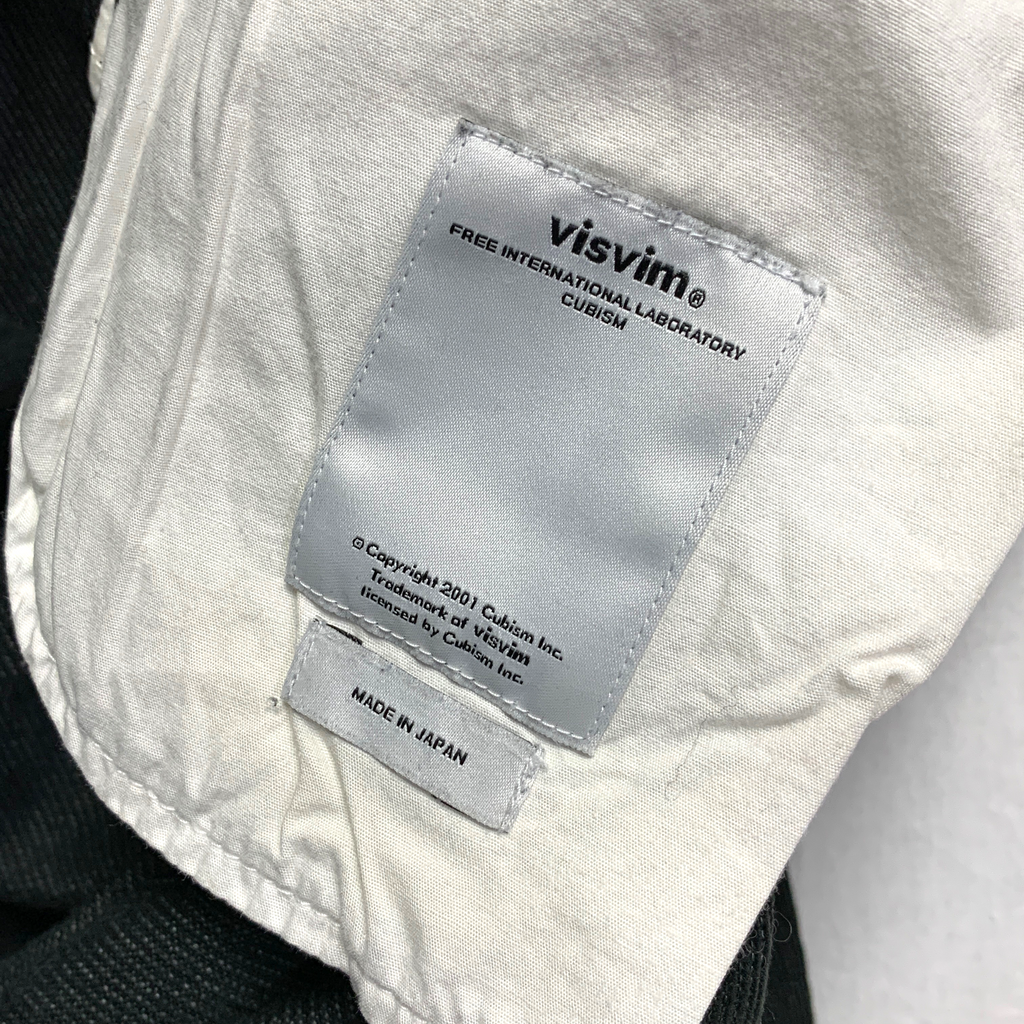 visvim®
FREE INTERNATIONAL LABORATORY
CUBISM
© Copyright 2001 Cubism Inc.
Trademark of visvim
licensed by Cubism Inc.
MADE IN JAPAN